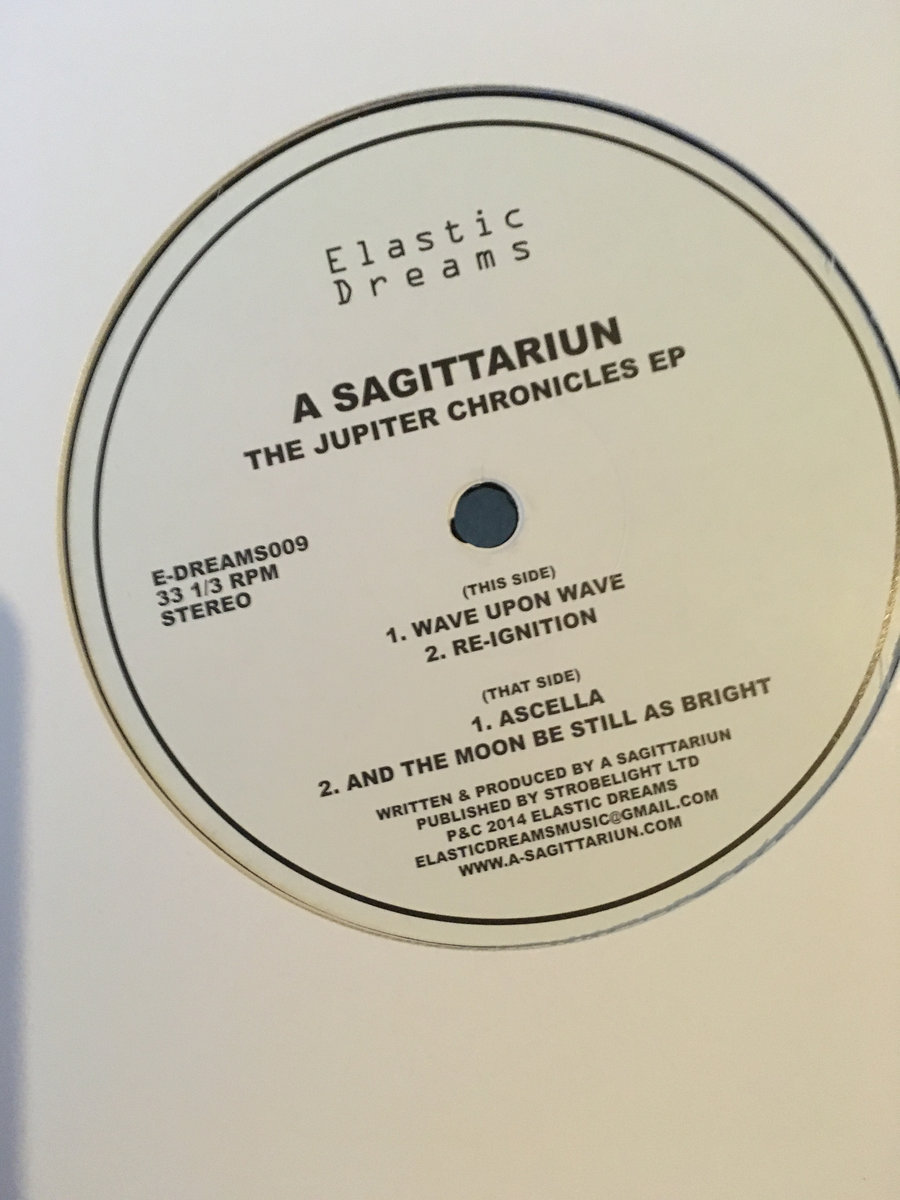 Elastic
Dreams
A SAGITTARIUN
THE JUPITER CHRONICLES EP
E-DREAMS009
33 1/3 RPM
STEREO
(THIS SIDE)
1. WAVE UPON WAVE
2. RE-IGNITION
(THAT SIDE)
1. ASCELLA
2. AND THE MOON BE STILL AS BRIGHT
WRITTEN & PRODUCED BY A SAGITTARIUN
PUBLISHED BY STROBELIGHT LTD
P&C 2014 ELASTIC DREAMS
ELASTICDREAMSMUSIC@GMAIL.COM
WWW.A-SAGITTARIUN.COM